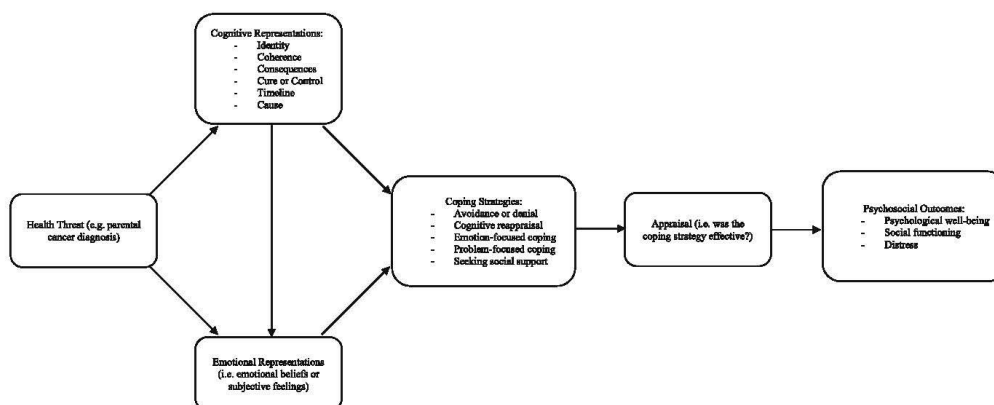 Cognitive Representations:
- Identity
- Coherence
- Consequences
- Cure or Control
- Timeline
- Cause
Health Threat (e.g. parental
cancer diagnosis)
Coping Strategies:
- Avoidance or denial
- Cognitive reappraisal
- Emotion-focused coping
- Problem-focused coping
- Seeking social support
Appraisal (i.e. was the
coping strategy effective?)
Psychosocial Outcomes:
- Psychological well-being
- Social functioning
- Distress
Emotional Representations
(i.e. emotional beliefs or
subjective feelings)